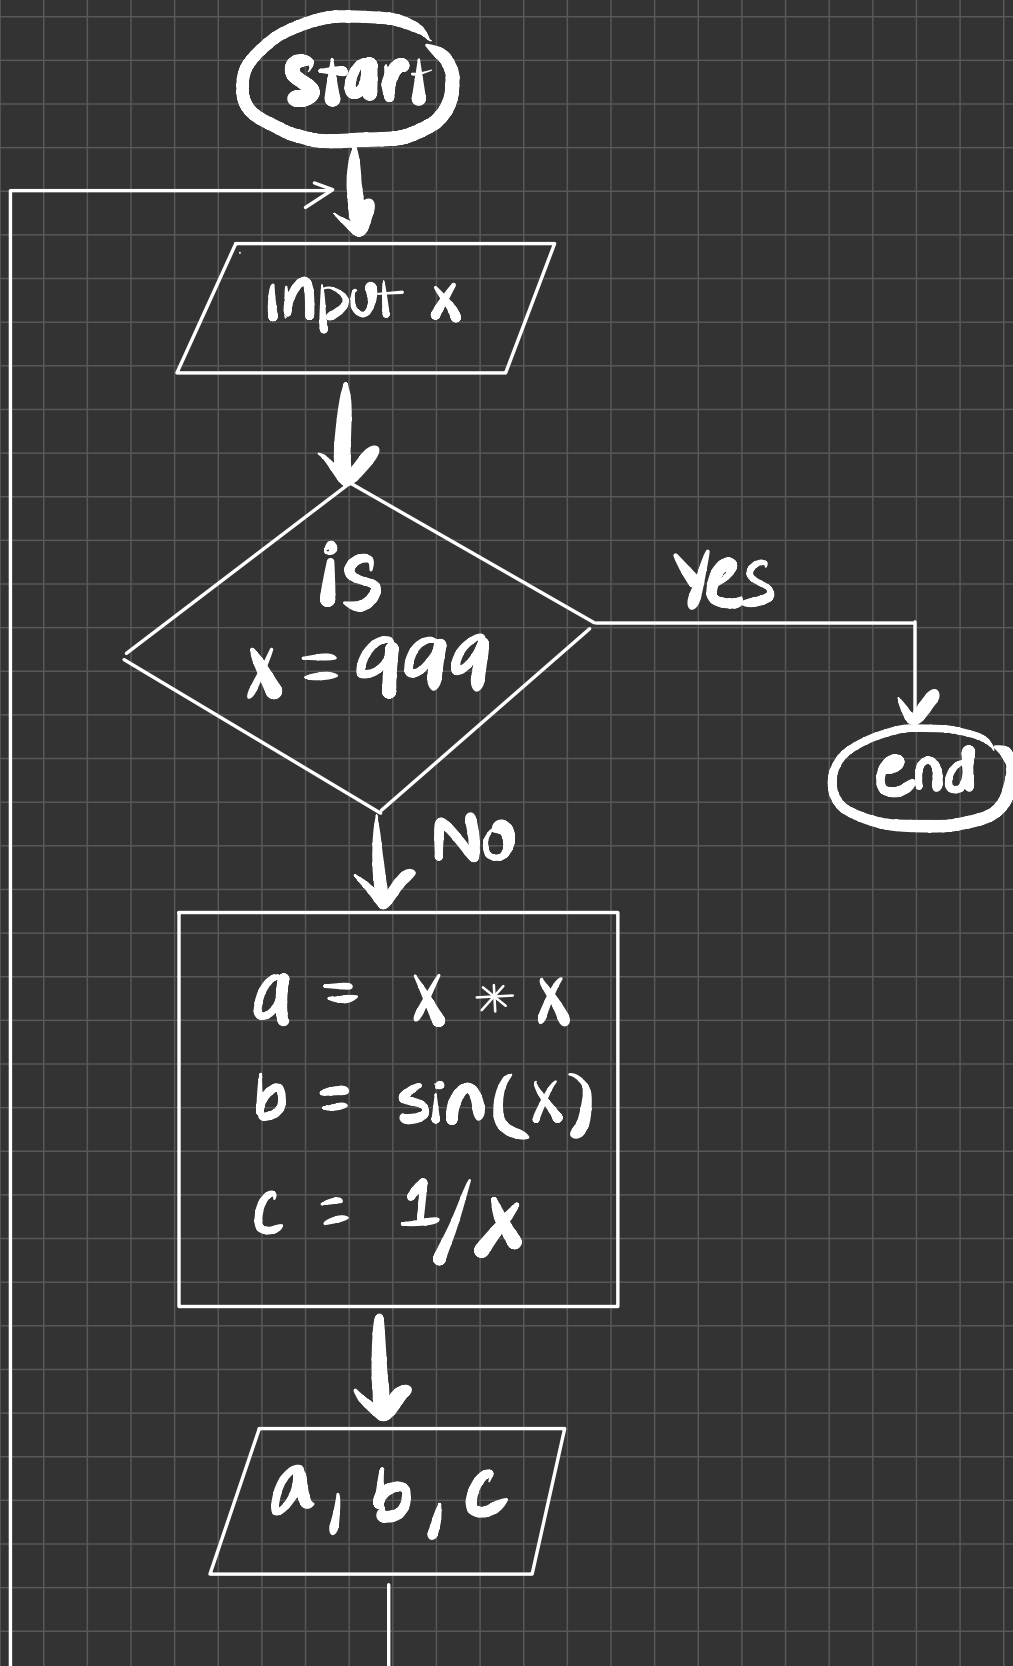 start
input x
is
x = 999
Yes
end
No
a = x * x
b = sin(x)
c = 1/x
a, b, c